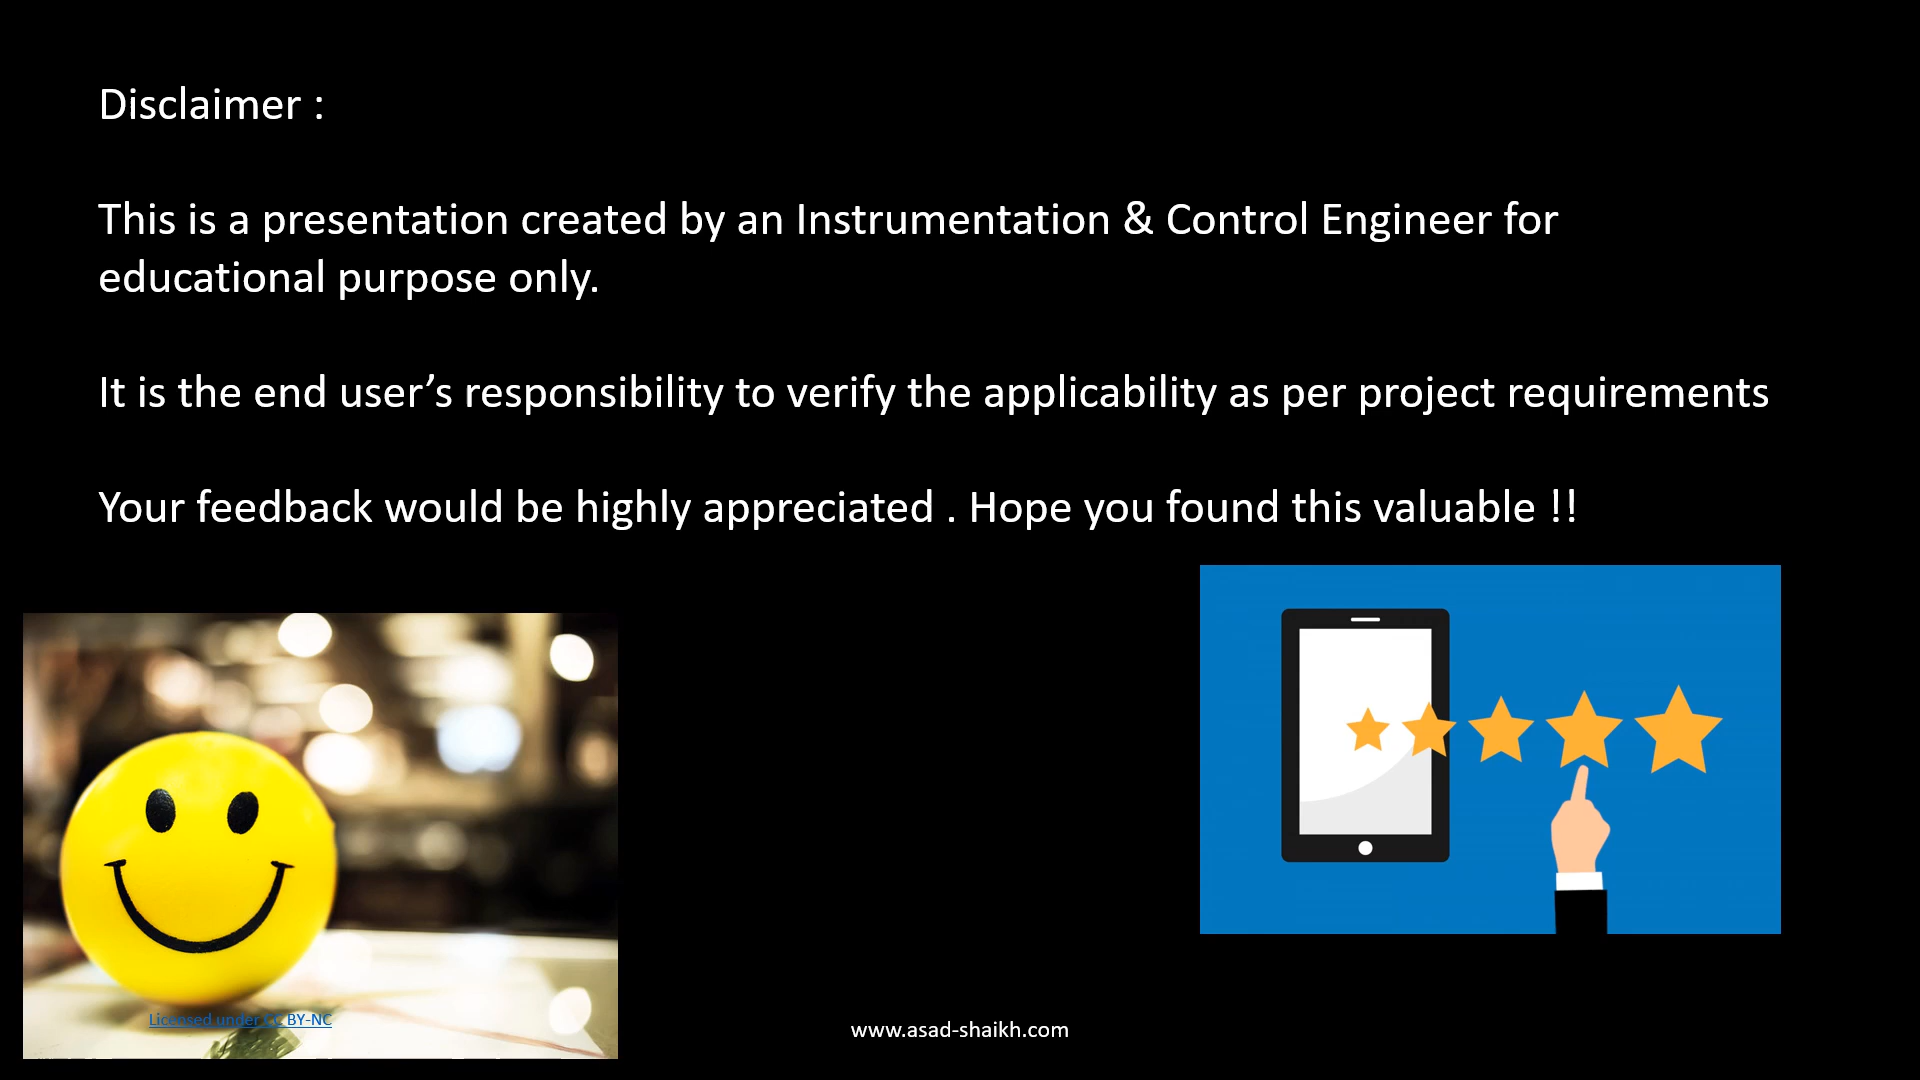 Disclaimer :
This is a presentation created by an Instrumentation & Control Engineer for
educational purpose only.
It is the end user’s responsibility to verify the applicability as per project requirements
Your feedback would be highly appreciated . Hope you found this valuable !!
Licensed under CC BY-NC
www.asad-shaikh.com